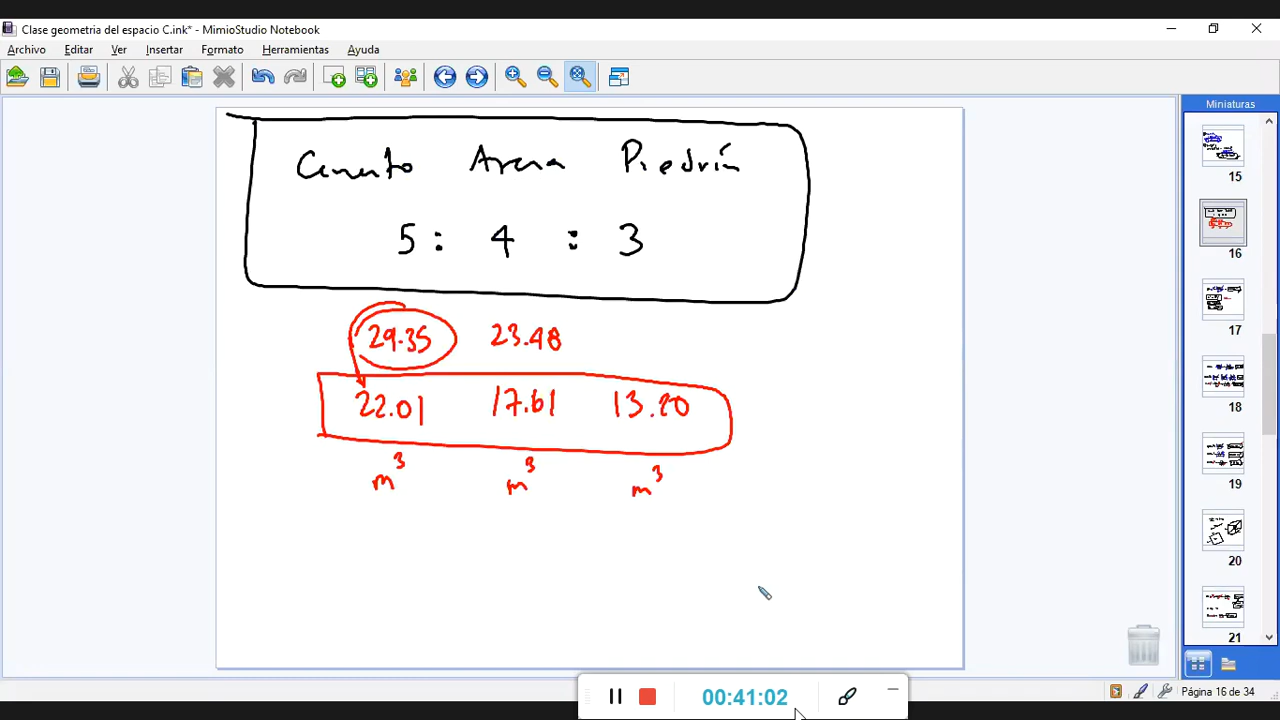 Clase geometria del espacio C.ink* - MimioStudio Notebook
Archivo Editar Ver Insertar Formato Herramientas Ayuda
Cemento Arena Piedrín
5 : 4 : 3
29.35 23.48
22.01 17.61 13.20
m³ m³ m³
Miniaturas
15
16
17
18
19
20
21
00:41:02
Página 16 de 34